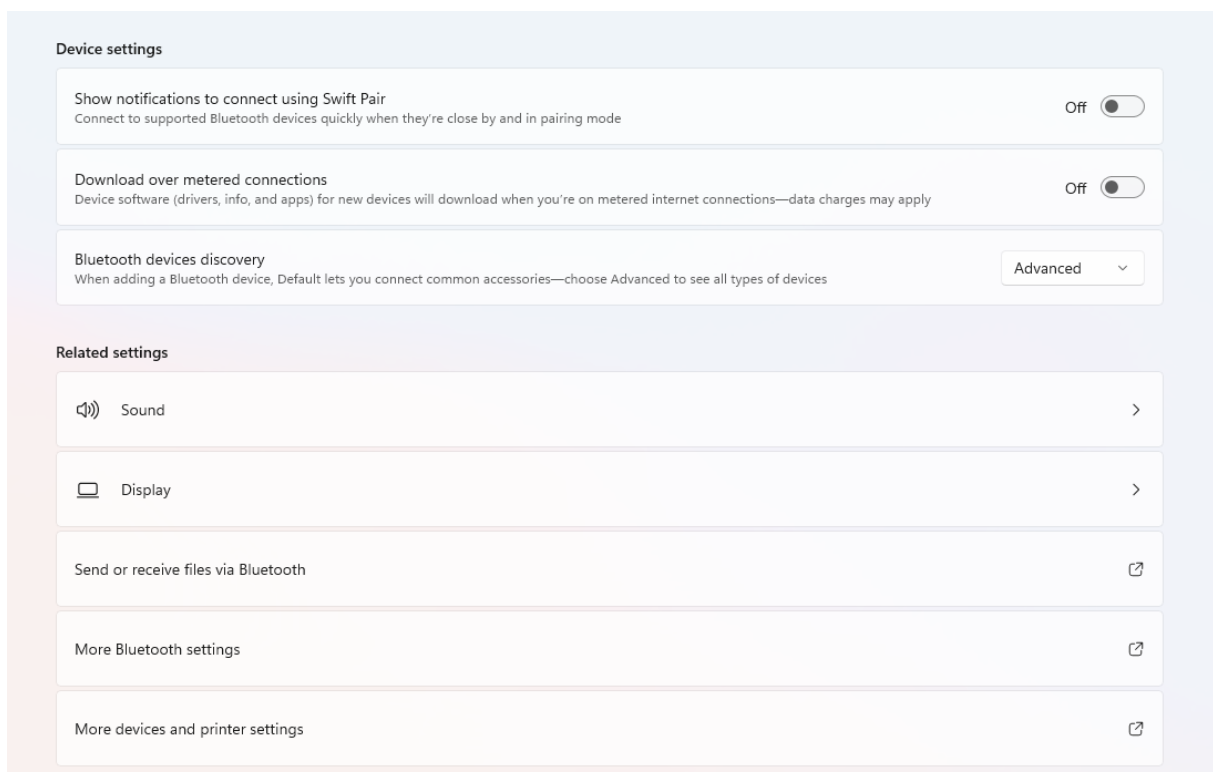 Device settings
Show notifications to connect using Swift Pair
Off
Connect to supported Bluetooth devices quickly when they're close by and in pairing mode
Download over metered connections
Off
Device software (drivers, info, and apps) for new devices will download when you're on metered internet connections—data charges may apply
Bluetooth devices discovery
Advanced
When adding a Bluetooth device, Default lets you connect common accessories—choose Advanced to see all types of devices
Related settings
Sound
Display
Send or receive files via Bluetooth
More Bluetooth settings
More devices and printer settings